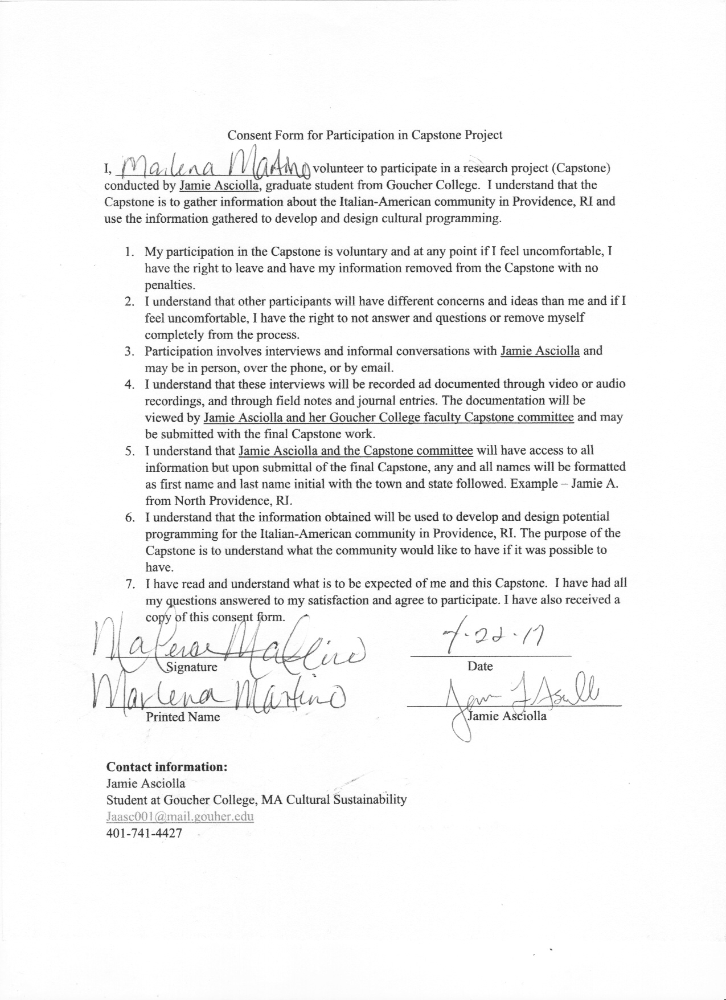 Consent Form for Participation in Capstone Project
I, Marlena Martino volunteer to participate in a research project (Capstone)
conducted by Jamie Asciolla, graduate student from Goucher College.  I understand that the
Capstone is to gather information about the Italian-American community in Providence, RI and
use the information gathered to develop and design cultural programming.
1. My participation in the Capstone is voluntary and at any point if I feel uncomfortable, I
have the right to leave and have my information removed from the Capstone with no
penalties.
2. I understand that other participants will have different concerns and ideas than me and if I
feel uncomfortable, I have the right to not answer and questions or remove myself
completely from the process.
3. Participation involves interviews and informal conversations with Jamie Asciolla and
may be in person, over the phone, or by email.
4. I understand that these interviews will be recorded ad documented through video or audio
recordings, and through field notes and journal entries. The documentation will be
viewed by Jamie Asciolla and her Goucher College faculty Capstone committee and may
be submitted with the final Capstone work.
5. I understand that Jamie Asciolla and the Capstone committee will have access to all
information but upon submittal of the final Capstone, any and all names will be formatted
as first name and last name initial with the town and state followed. Example – Jamie A.
from North Providence, RI.
6. I understand that the information obtained will be used to develop and design potential
programming for the Italian-American community in Providence, RI. The purpose of the
Capstone is to understand what the community would like to have if it was possible to
have.
7. I have read and understand what is to be expected of me and this Capstone.  I have had all
my questions answered to my satisfaction and agree to participate. I have also received a
copy of this consent form.
Marlena Martino 
Signature Date
Marlena Martino
Printed Name Jamie Asciolla
Contact information:
Jamie Asciolla
Student at Goucher College, MA Cultural Sustainability
Jaasc001@mail.gouher.edu
401-741-4427